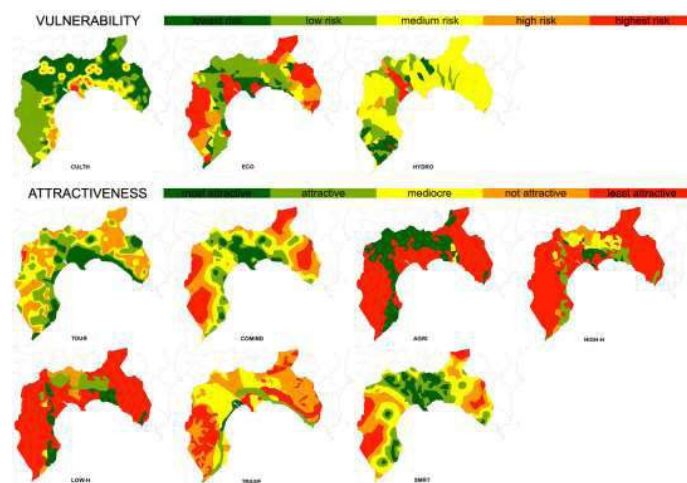 VULNERABILITY lowest risk low risk medium risk high risk highest risk
CULTH ECO HYDRO
ATTRACTIVENESS most attractive attractive mediocre not attractive least attractive
TOUR COMIND AGRI HIGH-H
LOW-H TRANP SMRT